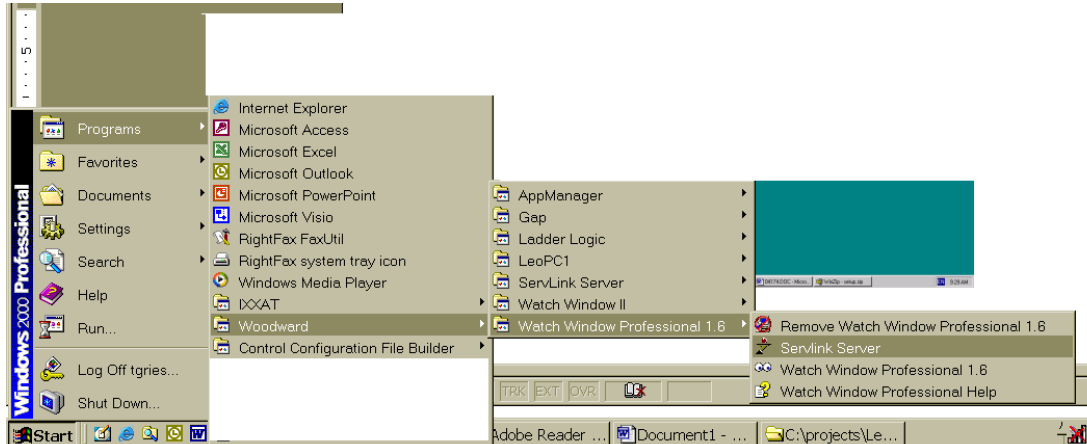 5
Windows 2000 Professional
Programs
Favorites
Documents
Settings
Search
Help
Run...
Log Off tgries...
Shut Down...
Internet Explorer
Microsoft Access
Microsoft Excel
Microsoft Outlook
Microsoft PowerPoint
Microsoft Visio
RightFax FaxUtil
RightFax system tray icon
Windows Media Player
IXXAT
Woodward
Control Configuration File Builder
AppManager
Gap
Ladder Logic
LeoPC1
ServLink Server
Watch Window II
Watch Window Professional 1.6
Remove Watch Window Professional 1.6
Servlink Server
Watch Window Professional 1.6
Watch Window Professional Help
9:29 AM
TRK EXT OVR
Start
Adobe Reader ...
Document1 - ...
C:\projects\Le...